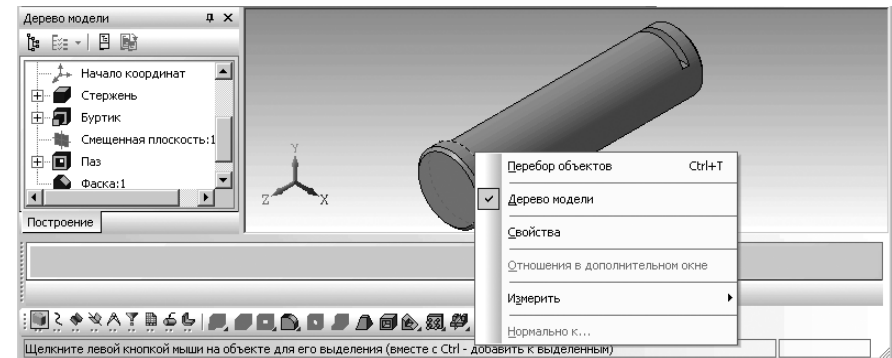 Дерево модели
Начало координат
Стержень
Буртик
Смещенная плоскость:1
Паз
Фаска:1
Построение
Y
Z
X
Перебор объектов Ctrl+T
Дерево модели
Свойства
Отношения в дополнительном окне
Измерить
Нормально к...
Щелкните левой кнопкой мыши на объекте для его выделения (вместе с Ctrl - добавить к выделенным)